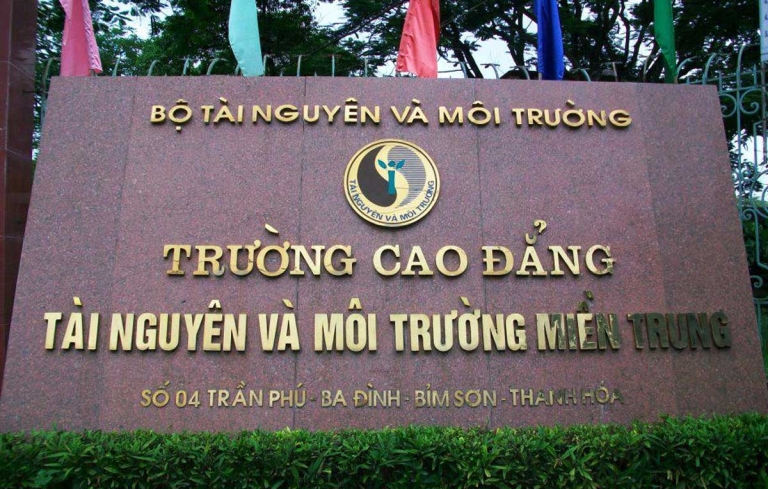 BỘ TÀI NGUYÊN VÀ MÔI TRƯỜNG
TÀI NGUYÊN VÀ MÔI TRƯỜNG
TRƯỜNG CAO ĐẲNG
TÀI NGUYÊN VÀ MÔI TRƯỜNG MIỀN TRUNG
SỐ 04 TRẦN PHÚ - BA ĐÌNH - BỈM SƠN - THANH HÓA